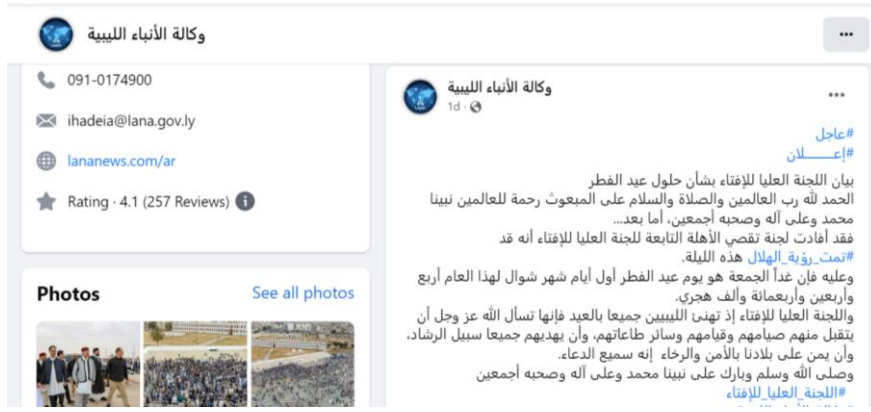 وكالة الأنباء الليبية
091-0174900
ihadeia@lana.gov.ly
lananews.com/ar
Rating · 4.1 (257 Reviews)
Photos
See all photos
وكالة الأنباء الليبية
1d
#عاجل
#إعـــــلان
بيان اللجنة العليا للإفتاء بشأن حلول عيد الفطر
الحمد لله رب العالمين والصلاة والسلام على المبعوث رحمة للعالمين نبينا
محمد وعلى آله وصحبه أجمعين، أما بعد...
فقد أفادت لجنة تقصي الأهلة التابعة للجنة العليا للإفتاء أنه قد
#تمت_رؤية_الهلال هذه الليلة.
وعليه فإن غداً الجمعة هو يوم عيد الفطر أول أيام شهر شوال لهذا العام أربع
وأربعين وأربعمائة وألف هجري.
واللجنة العليا للإفتاء إذ تهنئ الليبيين جميعا بالعيد فإنها تسأل الله عز وجل أن
يتقبل منهم صيامهم وقيامهم وسائر طاعاتهم، وأن يهديهم جميعا سبيل الرشاد،
وأن يمن على بلادنا بالأمن والرخاء إنه سميع الدعاء.
وصلى الله وسلم وبارك على نبينا محمد وعلى آله وصحبه أجمعين
#اللجنة_العليا_للإفتاء